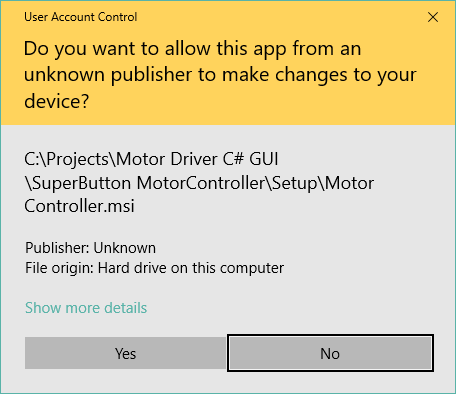 User Account Control
Do you want to allow this app from an
unknown publisher to make changes to your
device?
C:\Projects\Motor Driver C# GUI
\SuperButton MotorController\Setup\Motor
Controller.msi
Publisher: Unknown
File origin: Hard drive on this computer
Show more details
Yes
No